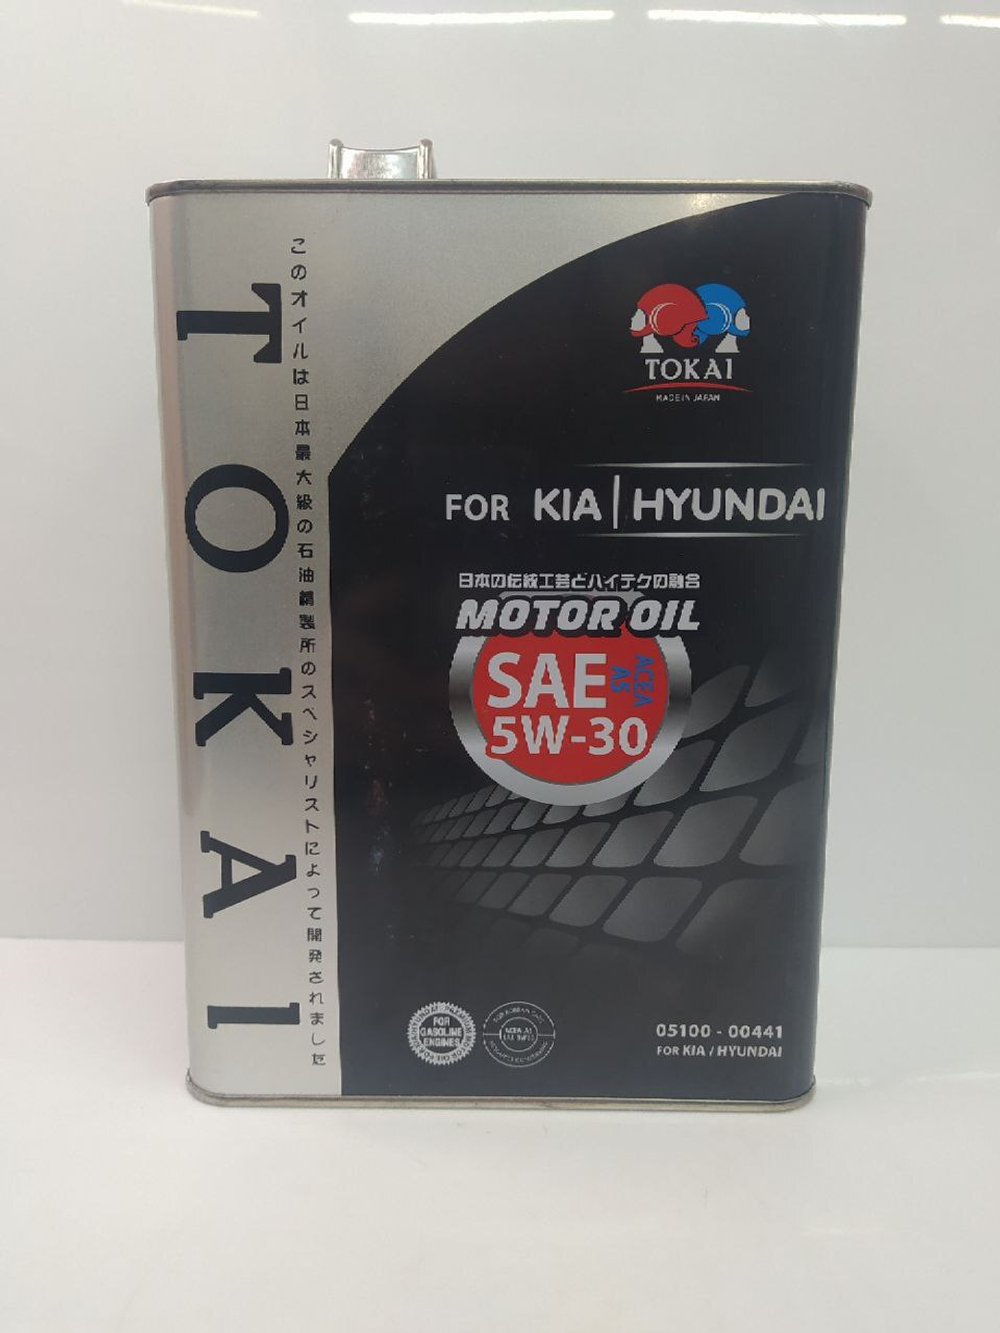 TOKAI
このオイルは日本最大級の石油精製所のスペシャリストによって開発されました
TOKAI
MADE IN JAPAN
FOR KIA | HYUNDAI
日本の伝統工芸とハイテクの融合
MOTOR OIL
SAE
ACEA
A5
5W-30
FOR
GASOLINE
ENGINES
05100 - 00441
FOR KIA / HYUNDAI